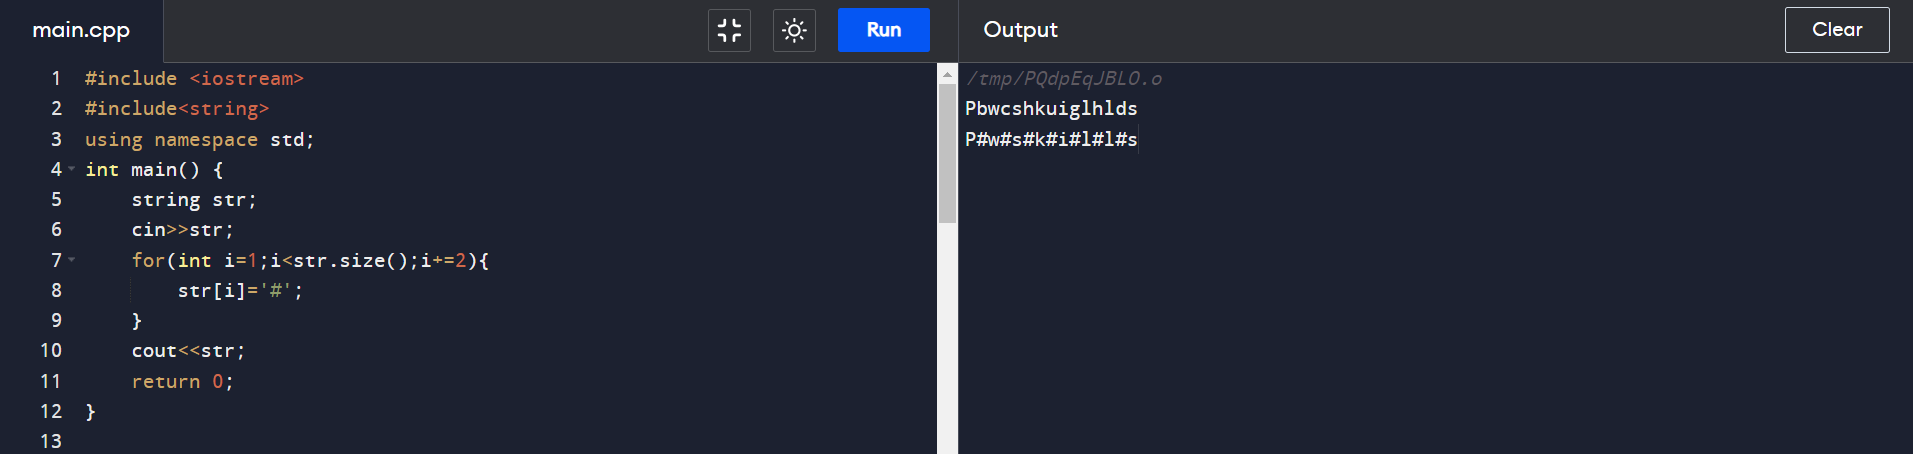 main.cpp
Run
Output
Clear
1 #include <iostream>
2 #include<string>
3 using namespace std;
4 int main() {
5     string str;
6     cin>>str;
7     for(int i=1;i<str.size();i+=2){
8         str[i]='#';
9     }
10     cout<<str;
11     return 0;
12 }
13
/tmp/PQdpEqJBLO.o
Pbwcshkuiglhlds
P#w#s#k#i#l#l#s